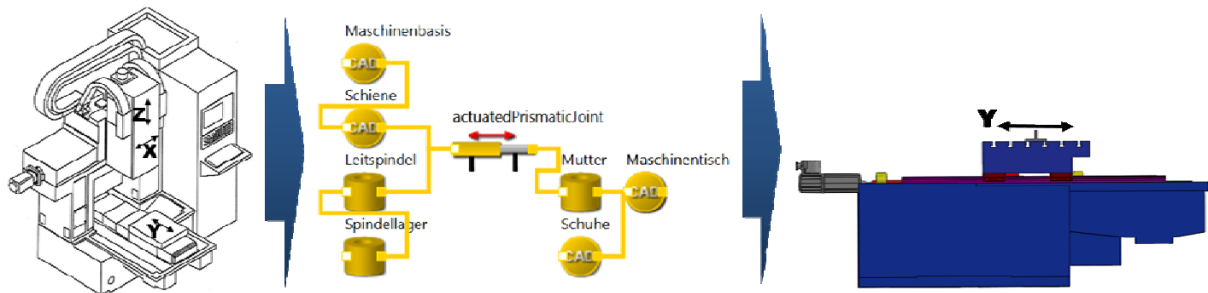 Z
X
Y
Maschinenbasis
CAD
Schiene
CAD
actuatedPrismaticJoint
Leitspindel
Mutter
Maschinentisch
CAD
Spindellager
Schuhe
CAD
Y